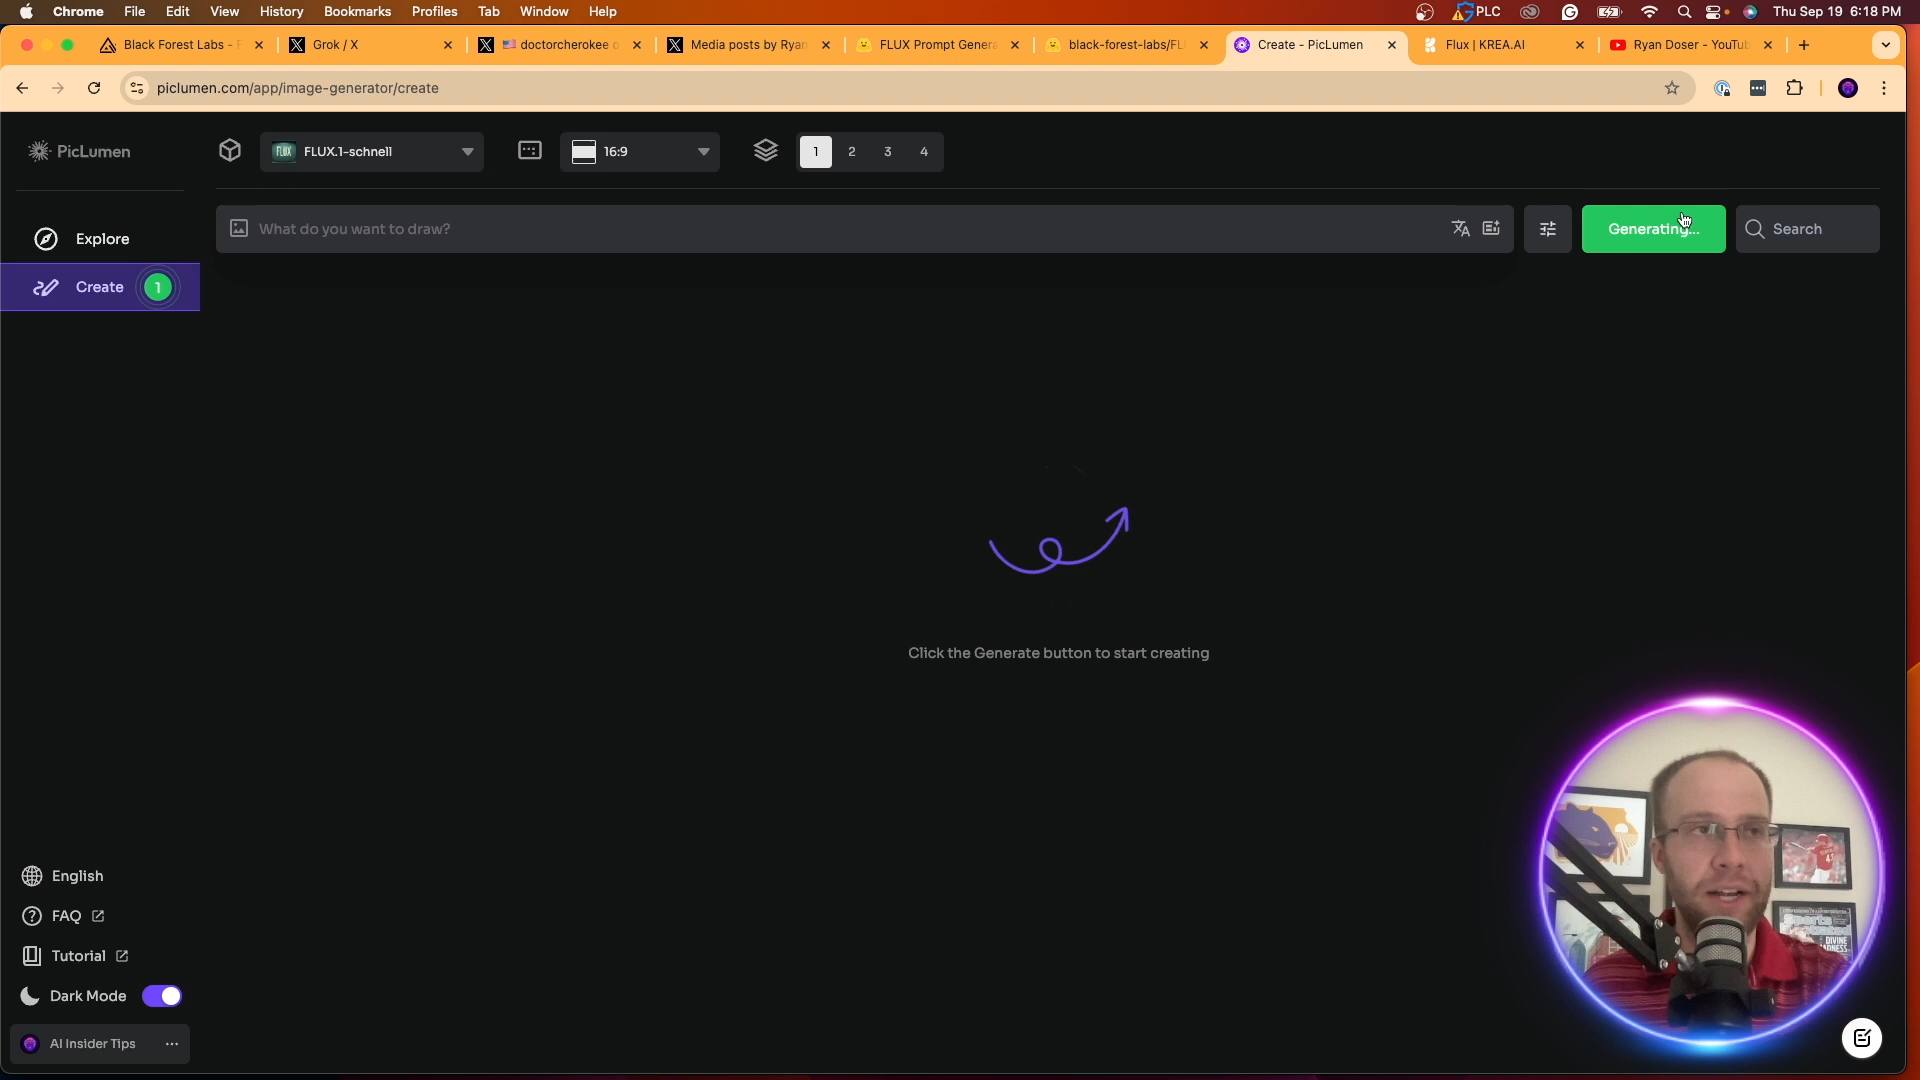 Chrome File Edit View History Bookmarks Profiles Tab Window Help PLC Thu Sep 19 6:18 PM
Black Forest Labs - F Grok / X doctorcherokee o Media posts by Ryan FLUX Prompt Genera black-forest-labs/FL Create - PicLumen Flux | KREA.AI Ryan Doser - YouTub
piclumen.com/app/image-generator/create
PicLumen FLUX FLUX.1-schnell 16:9 1 2 3 4
What do you want to draw? Generating... Search
Explore
Create 1
Click the Generate button to start creating
English
FAQ
Tutorial
Dark Mode
AI Insider Tips ...
Sports
DIVINE
MADNESS